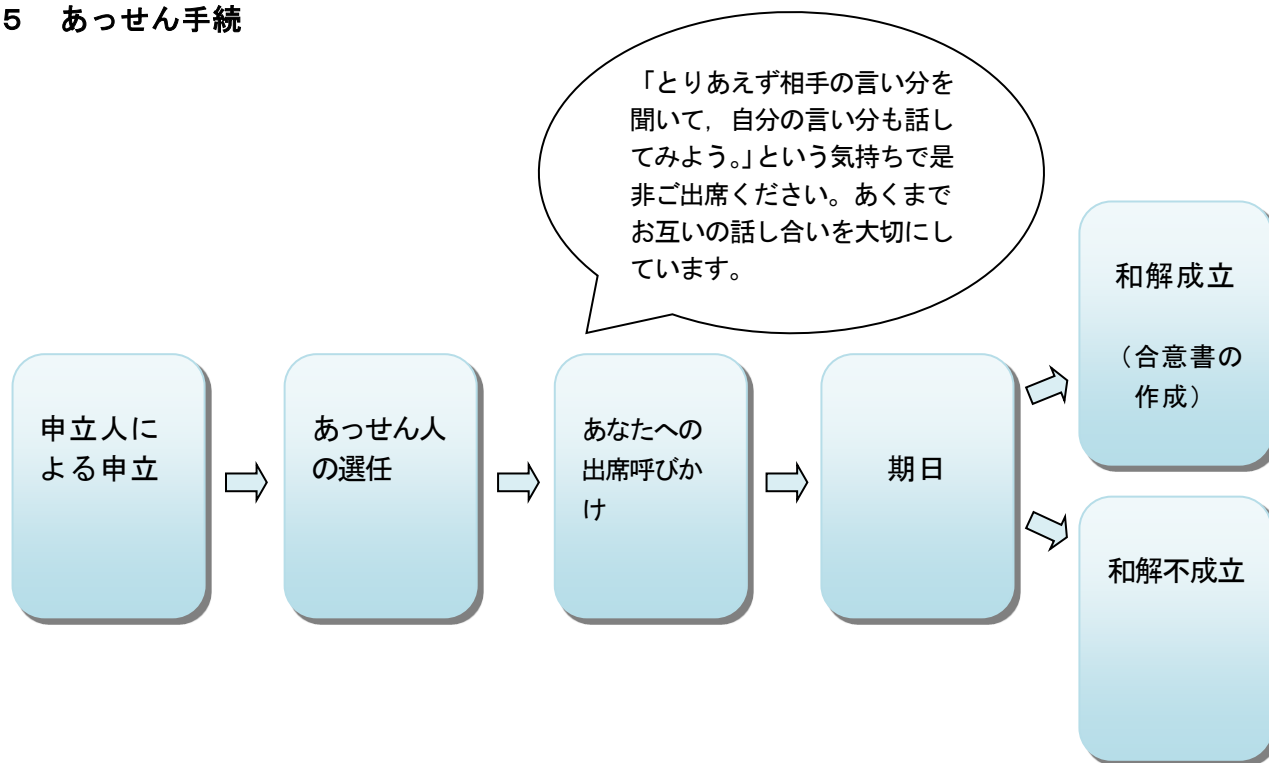 ５　あっせん手続
「とりあえず相手の言い分を
聞いて，自分の言い分も話し
てみよう。」という気持ちで是
非ご出席ください。あくまで
お互いの話し合いを大切にし
ています。
申立人に
よる申立
あっせん人
の選任
あなたへの
出席呼びか
け
期日
和解成立
（合意書の
作成）
和解不成立